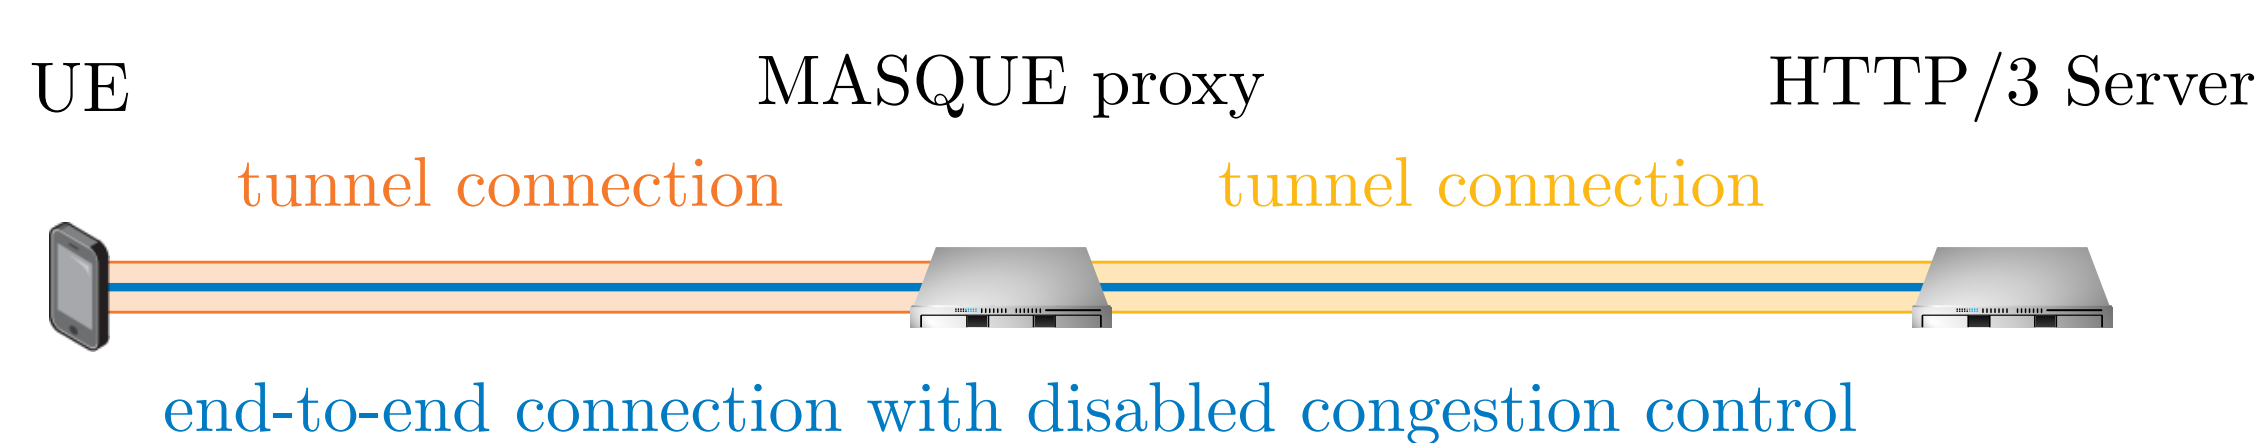 UE
MASQUE proxy
HTTP/3 Server
tunnel connection
tunnel connection
end-to-end connection with disabled congestion control